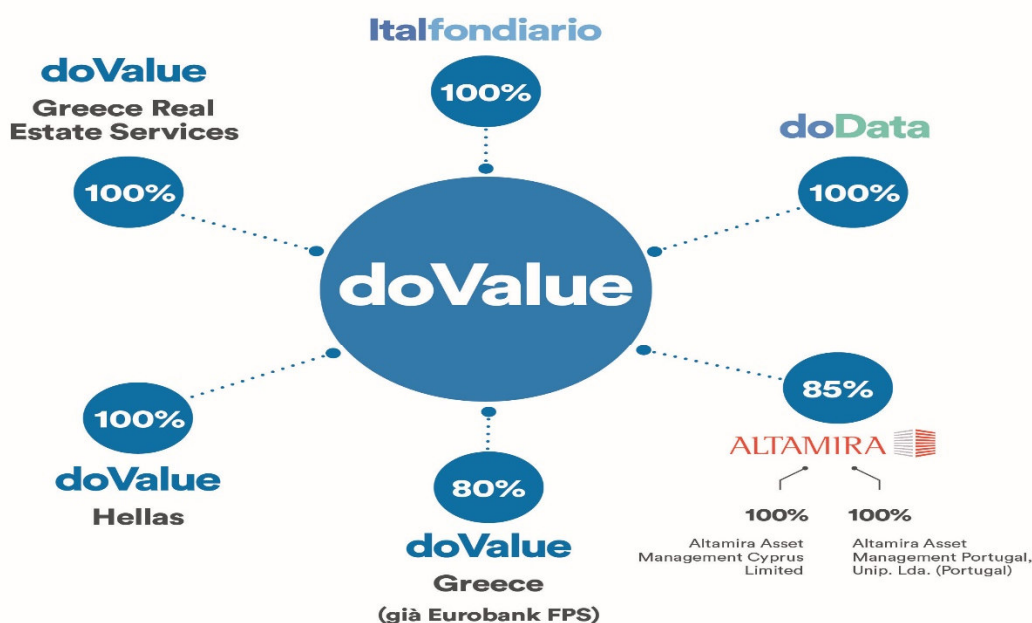 Italfondiario
100%
doValue
Greece Real
Estate Services
100%
doData
100%
doValue
100%
doValue
Hellas
80%
doValue
Greece
(già Eurobank FPS)
85%
ALTAMIRA
100%
Altamira Asset
Management Cyprus
Limited
100%
Altamira Asset
Management Portugal,
Unip. Lda. (Portugal)